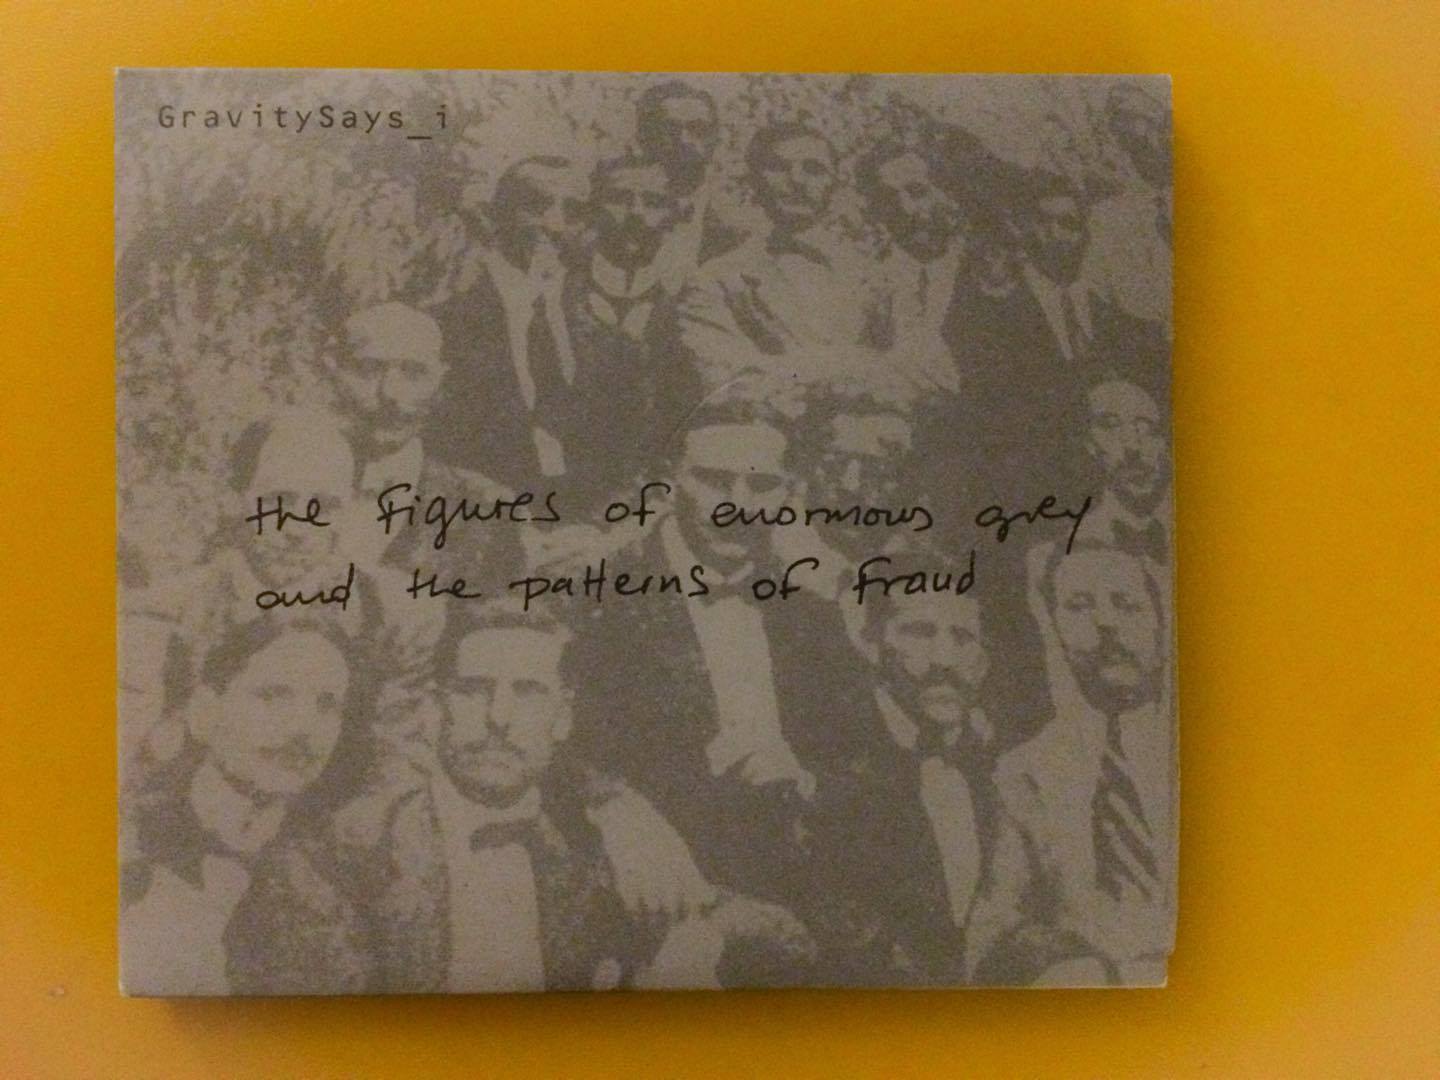 GravitySays_i
the figures of enormous grey
and the patterns of fraud